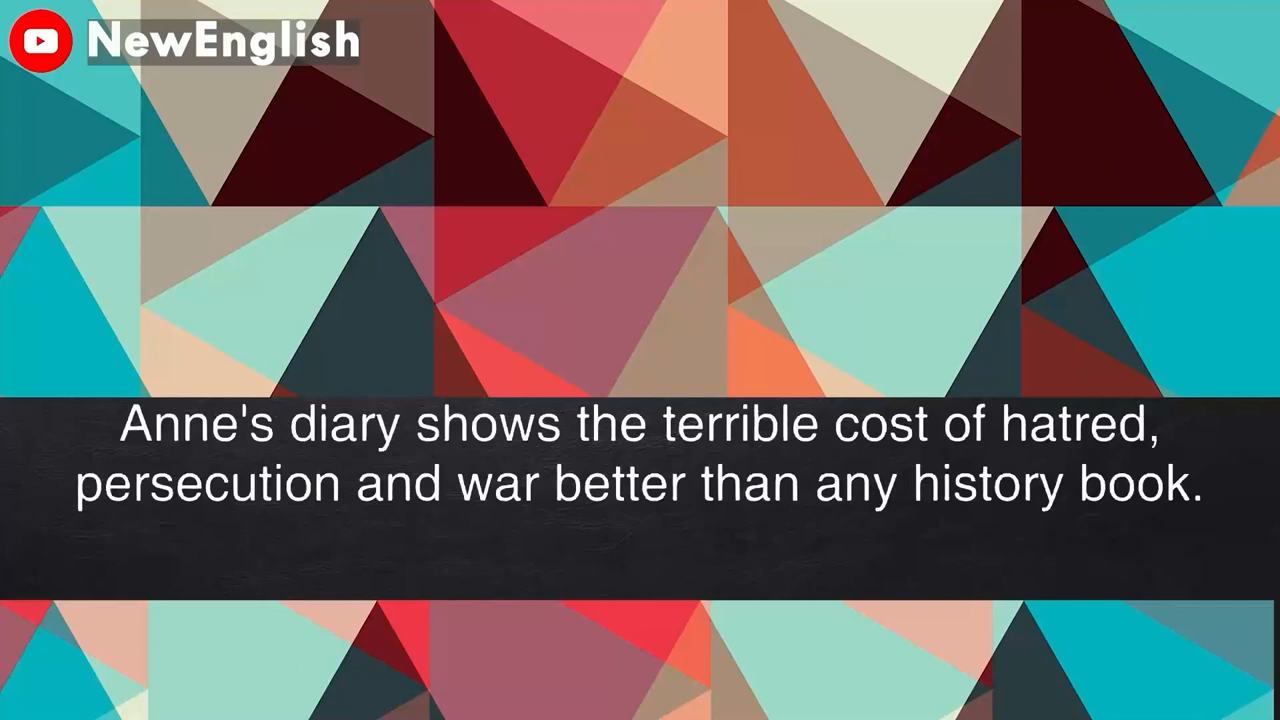 NewEnglish
Anne's diary shows the terrible cost of hatred,
persecution and war better than any history book.